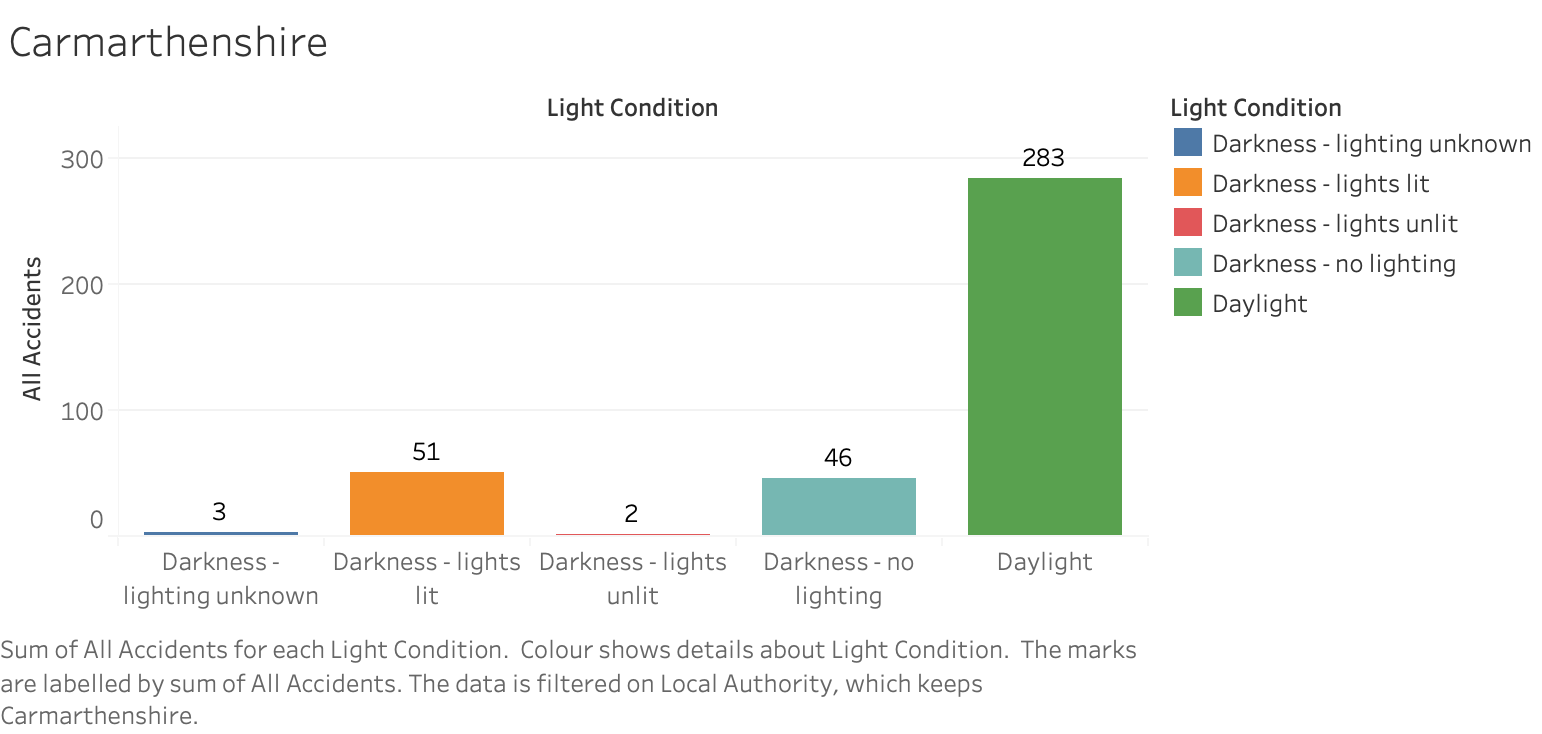 Carmarthenshire
Light Condition
All Accidents
300
200
100
0
3
51
2
46
283
Darkness -
lighting unknown
Darkness - lights
lit
Darkness - lights
unlit
Darkness - no
lighting
Daylight
Light Condition
Darkness - lighting unknown
Darkness - lights lit
Darkness - lights unlit
Darkness - no lighting
Daylight
Sum of All Accidents for each Light Condition.  Colour shows details about Light Condition.  The marks
are labelled by sum of All Accidents. The data is filtered on Local Authority, which keeps
Carmarthenshire.